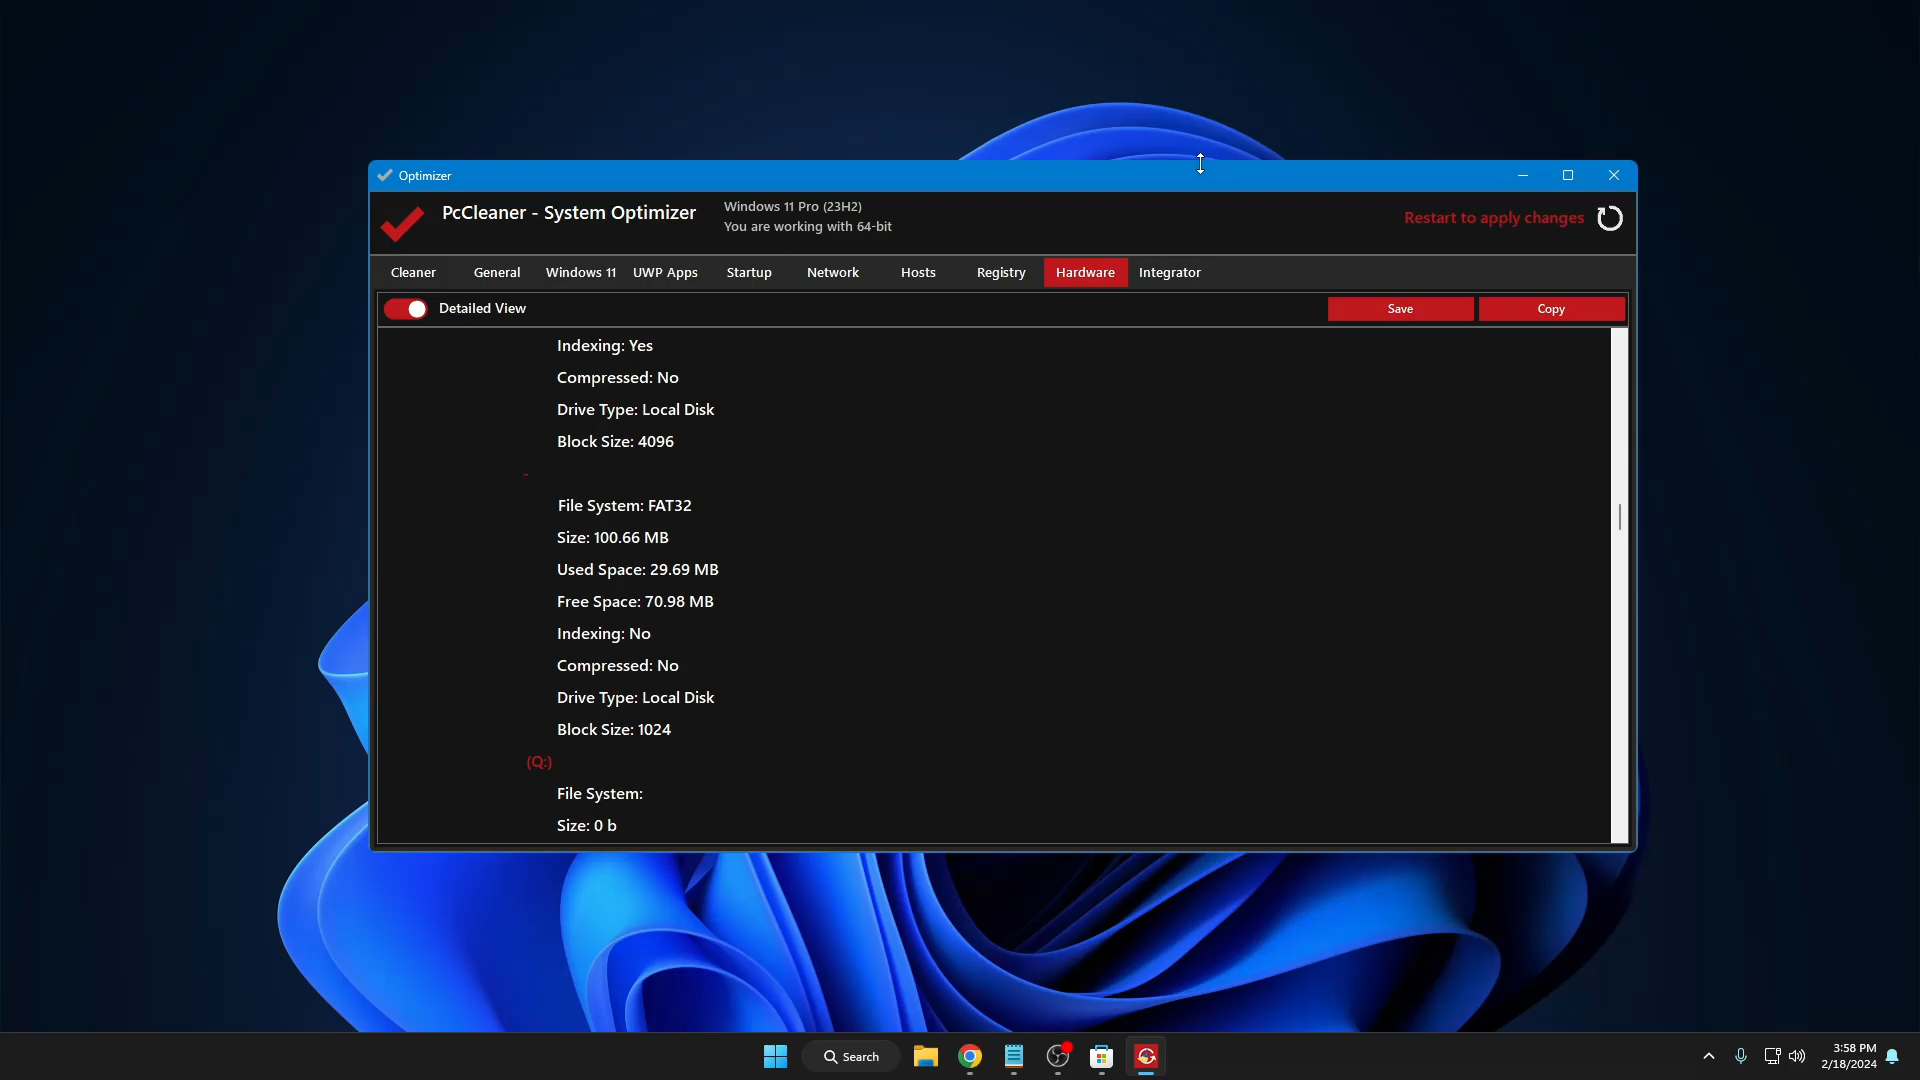 Optimizer
PcCleaner - System Optimizer
Windows 11 Pro (23H2)
You are working with 64-bit
Restart to apply changes
Cleaner General Windows 11 UWP Apps Startup Network Hosts Registry Hardware Integrator
Detailed View
Save
Copy
Indexing: Yes
Compressed: No
Drive Type: Local Disk
Block Size: 4096
-
File System: FAT32
Size: 100.66 MB
Used Space: 29.69 MB
Free Space: 70.98 MB
Indexing: No
Compressed: No
Drive Type: Local Disk
Block Size: 1024
(Q:)
File System:
Size: 0 b
Search
3:58 PM
2/18/2024